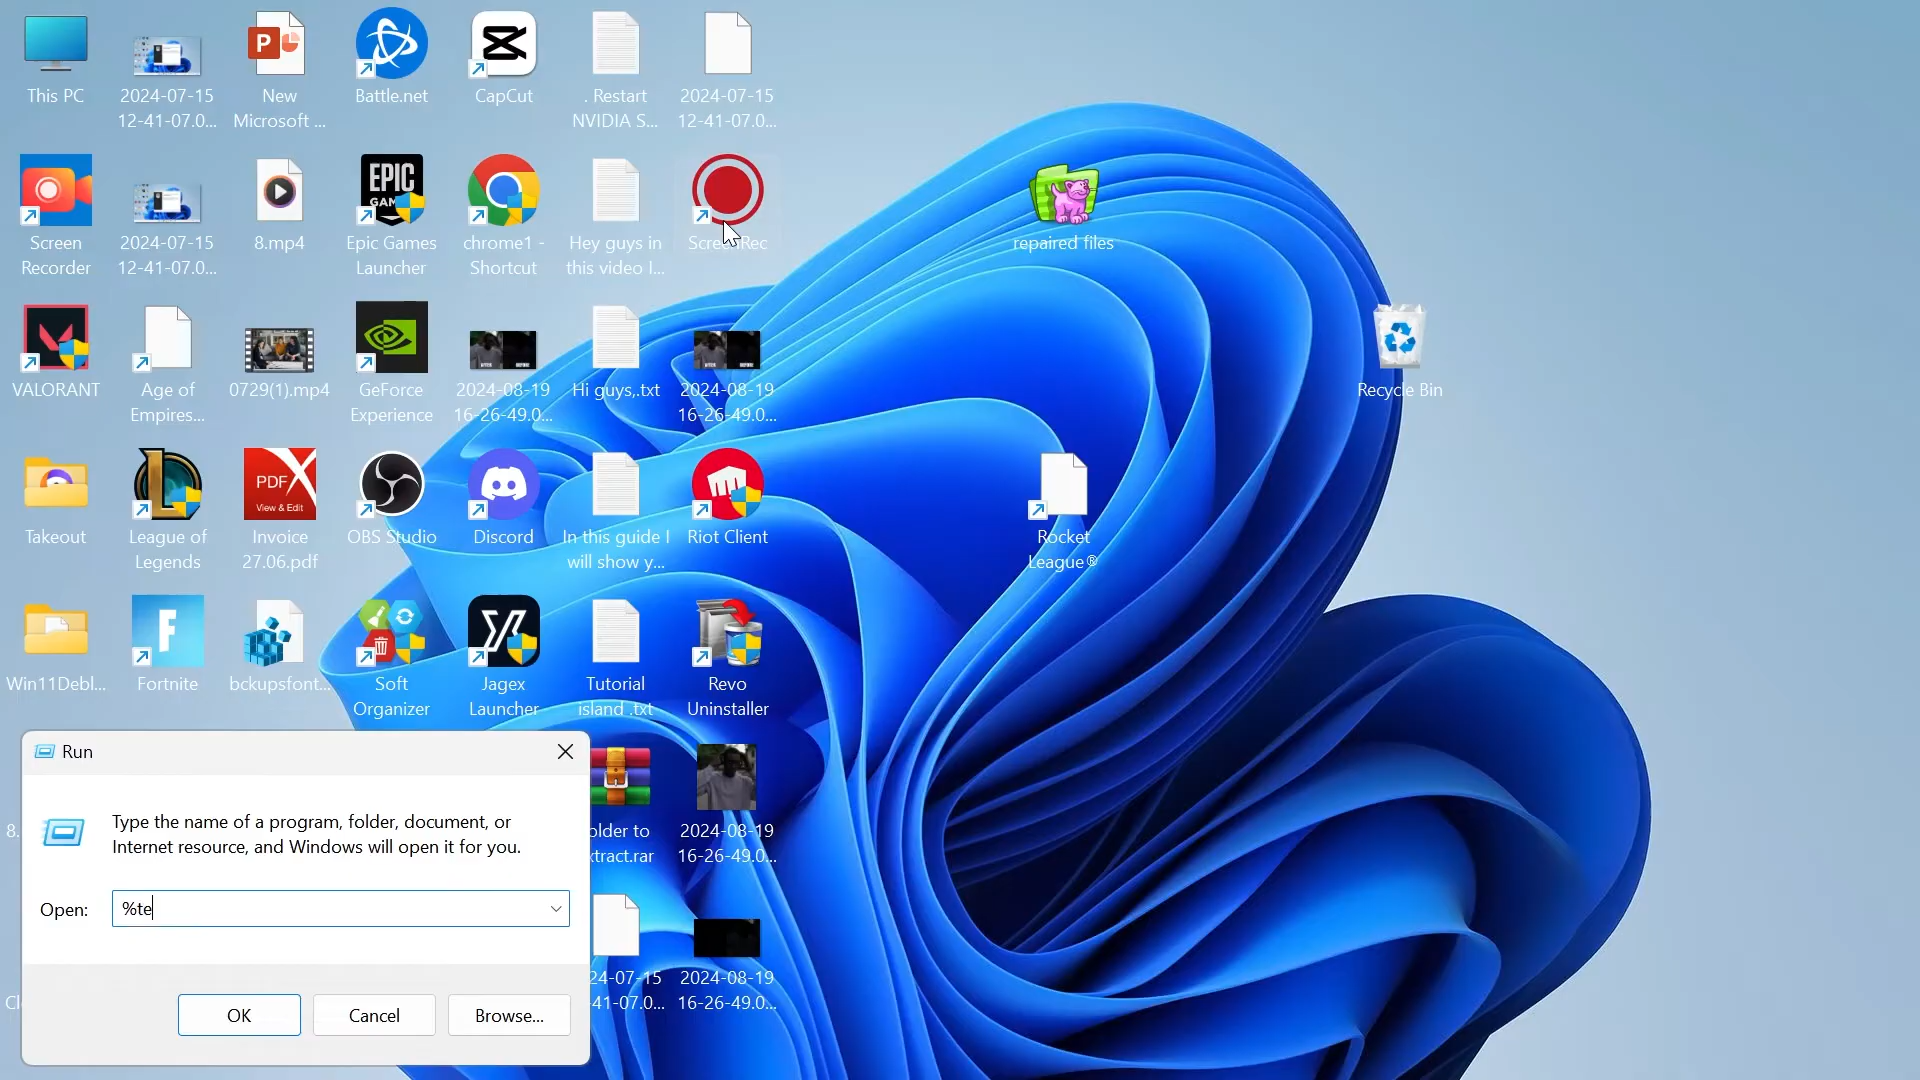 This PC
2024-07-15
12-41-07.0...
New
Microsoft ...
Battle.net
CapCut
. Restart
NVIDIA S...
2024-07-15
12-41-07.0...
Screen
Recorder
2024-07-15
12-41-07.0...
8.mp4
EPIC
Epic Games
Launcher
chrome1 -
Shortcut
Hey guys in
this video I...
ScreenRec
repaired files
VALORANT
Age of
Empires...
0729(1).mp4
GeForce
Experience
2024-08-19
16-26-49.0...
Hi guys,.txt
2024-08-19
16-26-49.0...
Recycle Bin
Takeout
League of
Legends
PDF
View & Edit
Invoice
27.06.pdf
OBS Studio
Discord
In this guide I
will show y...
Riot Client
Rocket
League®
Win11Debl...
Fortnite
bckupsfont...
Soft
Organizer
Jagex
Launcher
Tutorial
island .txt
Revo
Uninstaller
Run
Type the name of a program, folder, document, or
Internet resource, and Windows will open it for you.
Open:
%te
OK
Cancel
Browse...
8.
Cl
older to
xtract.rar
2024-08-19
16-26-49.0...
24-07-15
41-07.0...
2024-08-19
16-26-49.0...